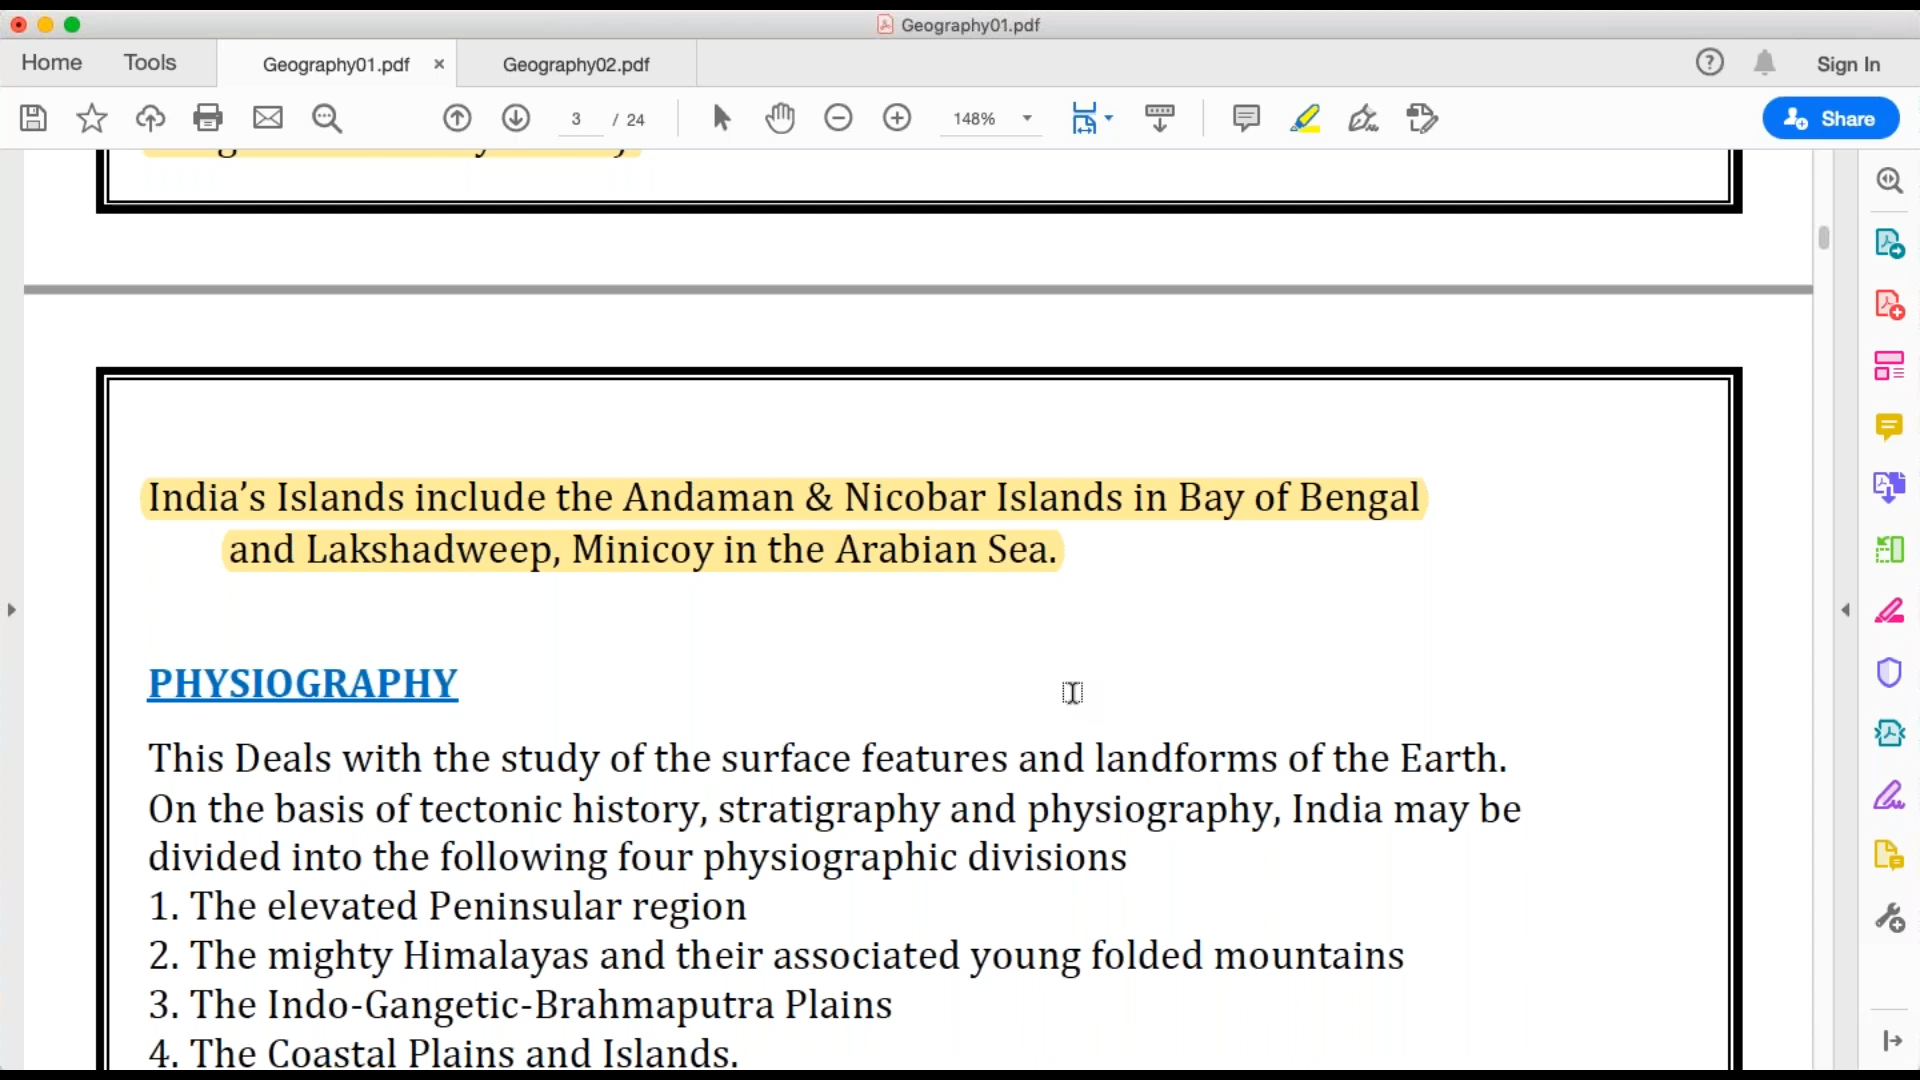 Geography01.pdf
Home Tools Geography01.pdf × Geography02.pdf Sign In
3 / 24 148% Share
India’s Islands include the Andaman & Nicobar Islands in Bay of Bengal
and Lakshadweep, Minicoy in the Arabian Sea.
PHYSIOGRAPHY
This Deals with the study of the surface features and landforms of the Earth.
On the basis of tectonic history, stratigraphy and physiography, India may be
divided into the following four physiographic divisions
1. The elevated Peninsular region
2. The mighty Himalayas and their associated young folded mountains
3. The Indo-Gangetic-Brahmaputra Plains
4. The Coastal Plains and Islands.